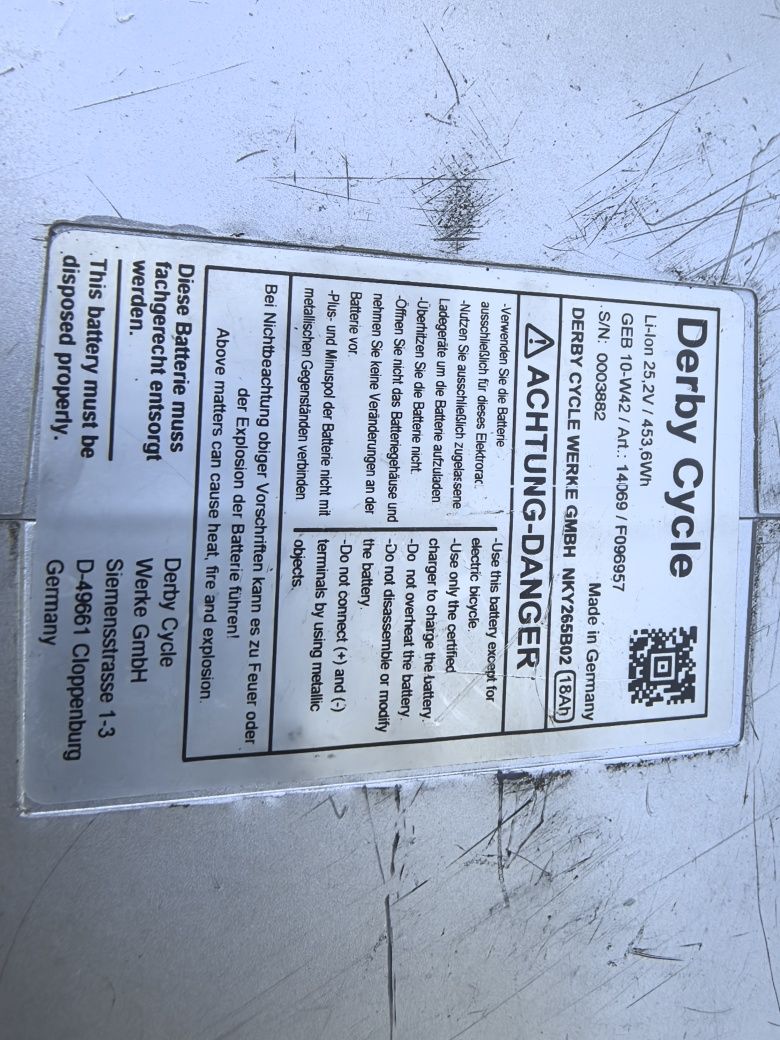 Derby Cycle
Li-Ion 25,2V / 453,6Wh
GEB 10-W42 / Art.: 14069 / F096957
S/N: 0003882
Made in Germany
DERBY CYCLE WERKE GMBH NKY265B02 18Ah
ACHTUNG-DANGER
-Verwenden Sie die Batterie
ausschließlich für dieses Elektrorad.
-Nutzen Sie ausschließlich zugelassene
Ladegeräte um die Batterie aufzuladen
-Überhitzen Sie die Batterie nicht.
-Öffnen Sie nicht das Batteriegehäuse und
nehmen Sie keine Veränderungen an der
Batterie vor.
-Plus- und Minuspol der Batterie nicht mit
metallischen Gegenständen verbinden
-Use this battery except for
electric bicycle.
-Use only the certified
charger to charge the battery.
-Do not overheat the battery.
-Do not disassemble or modify
the battery.
-Do not connect (+) and (-)
terminals by using metallic
objects.
Bei Nichtbeachtung obiger Vorschriften kann es zu Feuer oder
der Explosion der Batterie führen!
Above matters can cause heat, fire and explosion.
Diese Batterie muss
fachgerecht entsorgt
werden.
This battery must be
disposed properly.
Derby Cycle
Werke GmbH
Siemensstrasse 1-3
D-49661 Cloppenburg
Germany